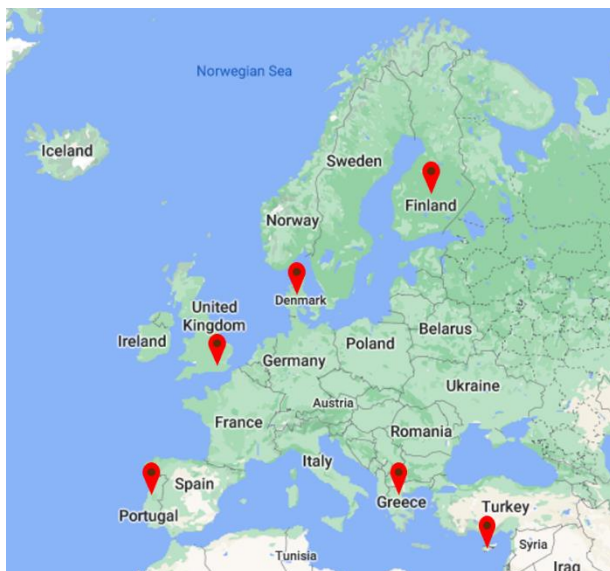 Norwegian Sea
Iceland
Sweden
Finland
Norway
Denmark
United
Kingdom
Ireland
Belarus
Poland
Germany
Ukraine
Austria
France
Romania
Italy
Spain
Greece
Portugal
Turkey
Syria
Tunisia
Iraq